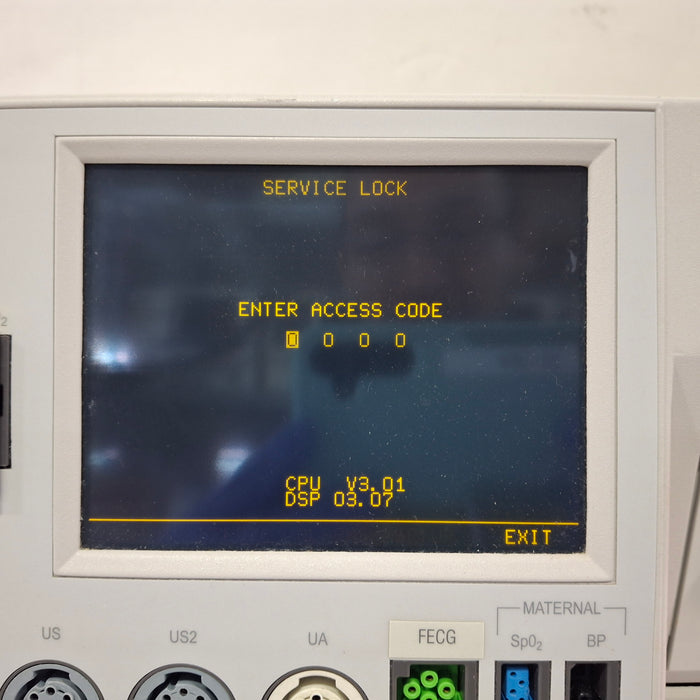 SERVICE LOCK
ENTER ACCESS CODE
0 0 0 0
CPU V3.01
DSP 03.07
EXIT
2
MATERNAL
US US2 UA FECG SpO₂ BP